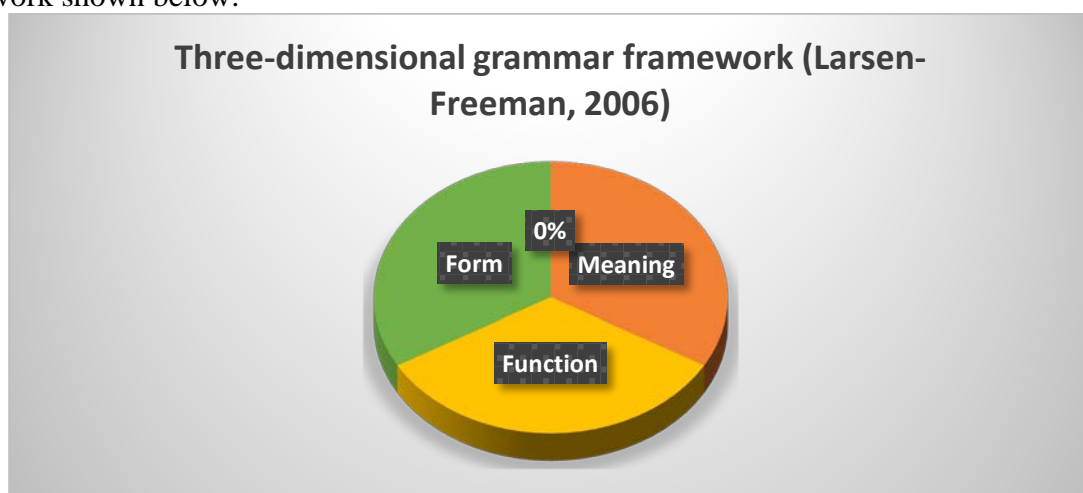 work shown below:
Three-dimensional grammar framework (Larsen-
Freeman, 2006)
0%
Form
Meaning
Function